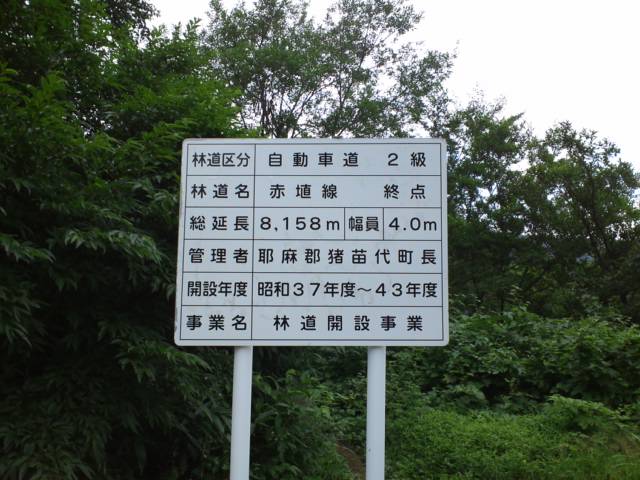 林道区分 自動車道 2級
林道名 赤埴線 終点
総延長 8,158m 幅員 4.0m
管理者 耶麻郡猪苗代町長
開設年度 昭和37年度~43年度
事業名 林道開設事業